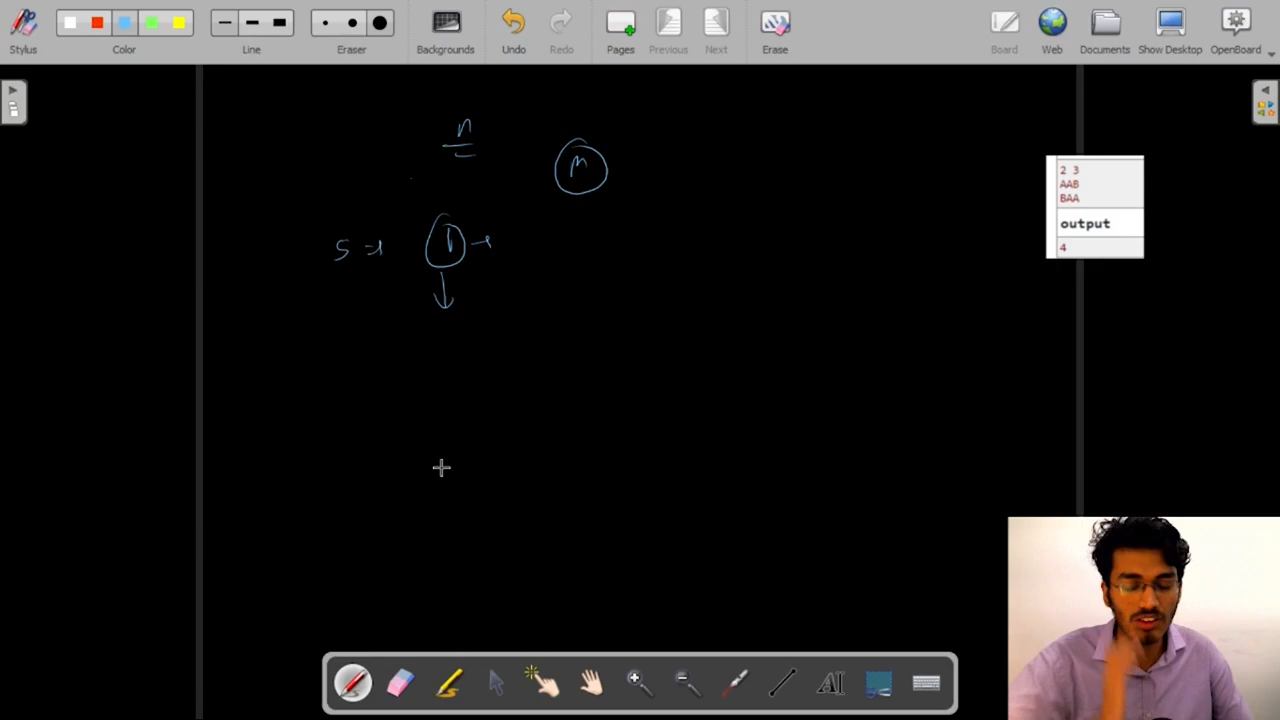 Stylus
Color
Line
Eraser
Backgrounds
Undo
Redo
Pages
Previous
Next
Erase
Board
Web
Documents
Show Desktop
OpenBoard
n
M
S
1
2 3
AAB
BAA
output
4
AI